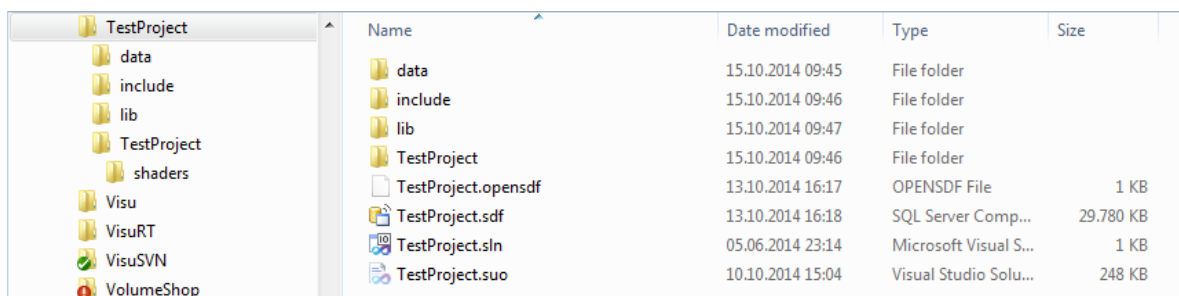 TestProject
data
include
lib
TestProject
shaders
Visu
VisuRT
VisuSVN
VolumeShop
Name Date modified Type Size
data 15.10.2014 09:45 File folder
include 15.10.2014 09:46 File folder
lib 15.10.2014 09:47 File folder
TestProject 15.10.2014 09:46 File folder
TestProject.opensdf 13.10.2014 16:17 OPENSDF File 1 KB
TestProject.sdf 13.10.2014 16:18 SQL Server Comp... 29.780 KB
TestProject.sln 05.06.2014 23:14 Microsoft Visual S... 1 KB
TestProject.suo 10.10.2014 15:04 Visual Studio Solu... 248 KB